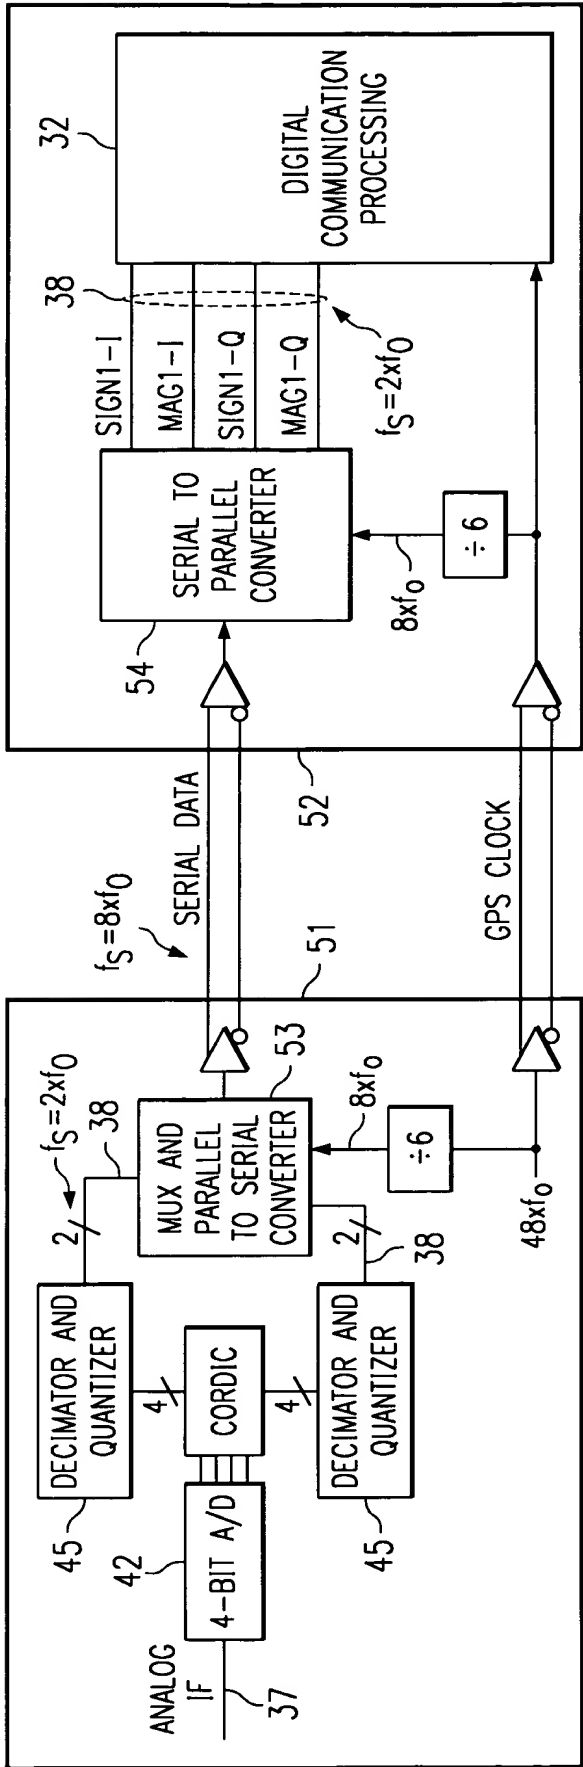 ANALOG
IF
37
42
4-BIT A/D
CORDIC
4
4
45
DECIMATOR AND
QUANTIZER
45
DECIMATOR AND
QUANTIZER
2
38
fS=2xf0
2
38
MUX AND
PARALLEL
TO SERIAL
CONVERTER
53
8xf0
÷6
48xf0
51
fS=8xf0
SERIAL DATA
GPS CLOCK
52
54
SERIAL TO
PARALLEL
CONVERTER
8xf0
÷6
SIGN1-I
MAG1-I
SIGN1-Q
MAG1-Q
38
fS=2xf0
32
DIGITAL
COMMUNICATION
PROCESSING